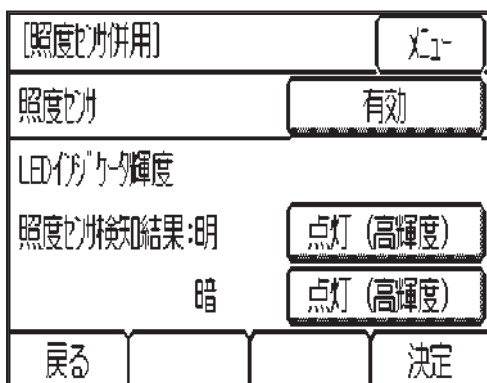 [照度ｾﾝｻ併用] ﾒﾆｭｰ
照度ｾﾝｻ 有効
LEDｲﾝｼﾞｹｰﾀ輝度
照度ｾﾝｻ検知結果:明 点灯 (高輝度)
暗 点灯 (高輝度)
戻る 決定